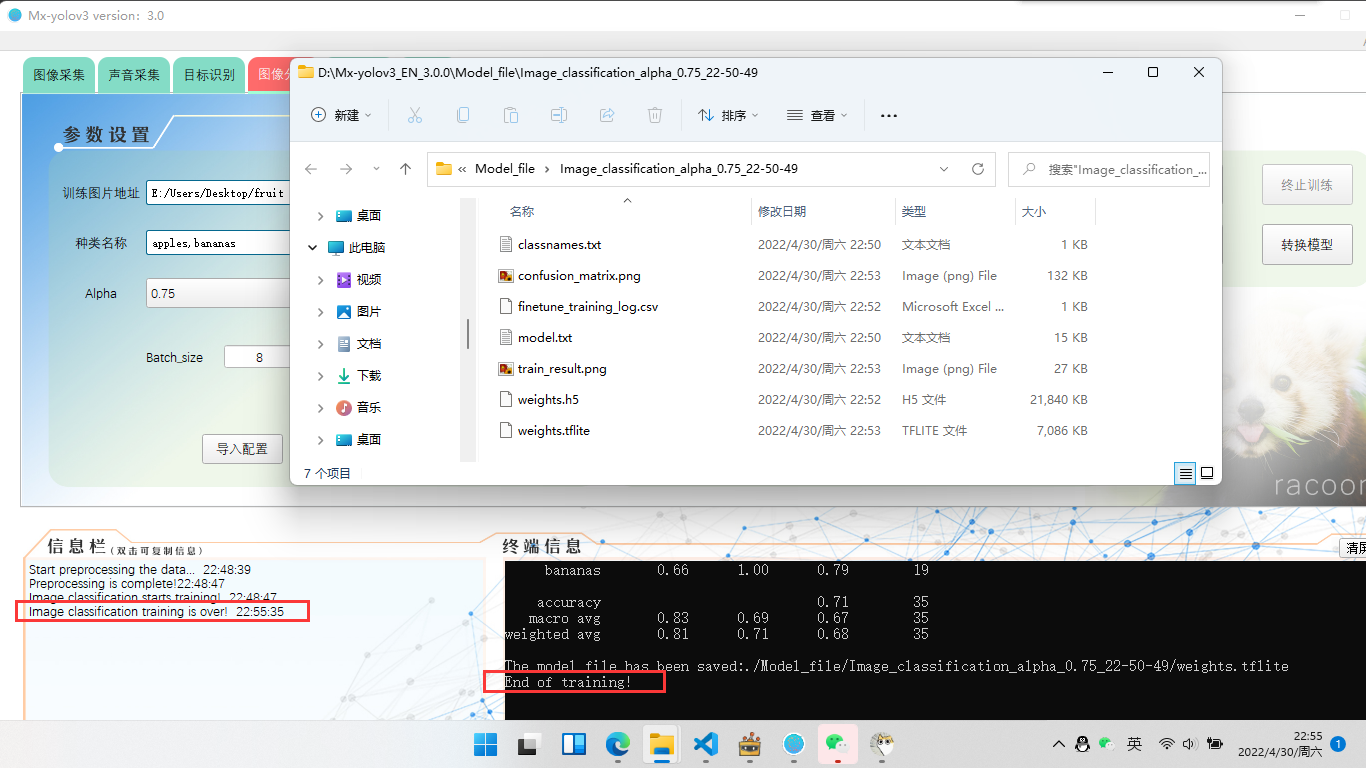 Mx-yolov3 version: 3.0
图像采集
声音采集
目标识别
图像分
D:\Mx-yolov3_EN_3.0.0\Model_file\Image_classification_alpha_0.75_22-50-49
新建
排序
查看
Model_file
Image_classification_alpha_0.75_22-50-49
搜索"Image_classification_...
参数设置
训练图片地址
E:/Users/Desktop/fruit
种类名称
apples,bananas
Alpha
0.75
Batch_size
8
导入配置
桌面
此电脑
视频
图片
文档
下载
音乐
桌面
名称 修改日期 类型 大小
classnames.txt 2022/4/30/周六 22:50 文本文档 1 KB
confusion_matrix.png 2022/4/30/周六 22:53 Image (png) File 132 KB
finetune_training_log.csv 2022/4/30/周六 22:52 Microsoft Excel ... 1 KB
model.txt 2022/4/30/周六 22:50 文本文档 15 KB
train_result.png 2022/4/30/周六 22:53 Image (png) File 27 KB
weights.h5 2022/4/30/周六 22:52 H5 文件 21,840 KB
weights.tflite 2022/4/30/周六 22:53 TFLITE 文件 7,086 KB
7 个项目
终止训练
转换模型
racoon
信息栏(双击可复制信息)
Start preprocessing the data... 22:48:39
Preprocessing is complete!22:48:47
Image classification starts training! 22:48:47
Image classification training is over! 22:55:35
终端信息
清屏
bananas 0.66 1.00 0.79 19
accuracy 0.71 35
macro avg 0.83 0.69 0.67 35
weighted avg 0.81 0.71 0.68 35
The model file has been saved:./Model_file/Image_classification_alpha_0.75_22-50-49/weights.tflite
End of training!
英
22:55
2022/4/30/周六
1